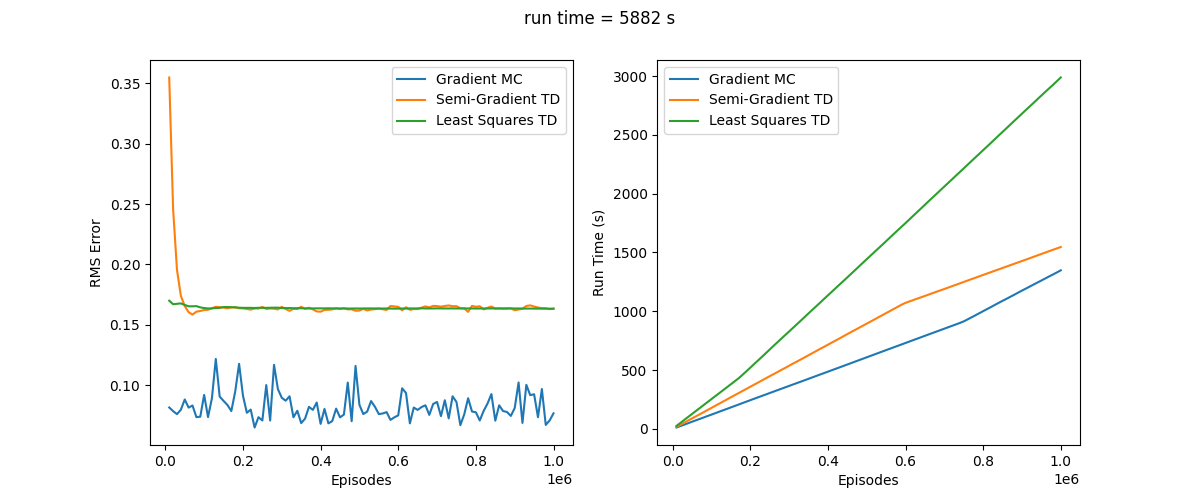 run time = 5882 s
Gradient MC
Semi-Gradient TD
Least Squares TD
0.35
0.30
0.25
0.20
0.15
0.10
RMS Error
0.0
0.2
0.4
0.6
0.8
1.0
1e6
Episodes
Gradient MC
Semi-Gradient TD
Least Squares TD
3000
2500
2000
1500
1000
500
0
Run Time (s)
0.0
0.2
0.4
0.6
0.8
1.0
1e6
Episodes